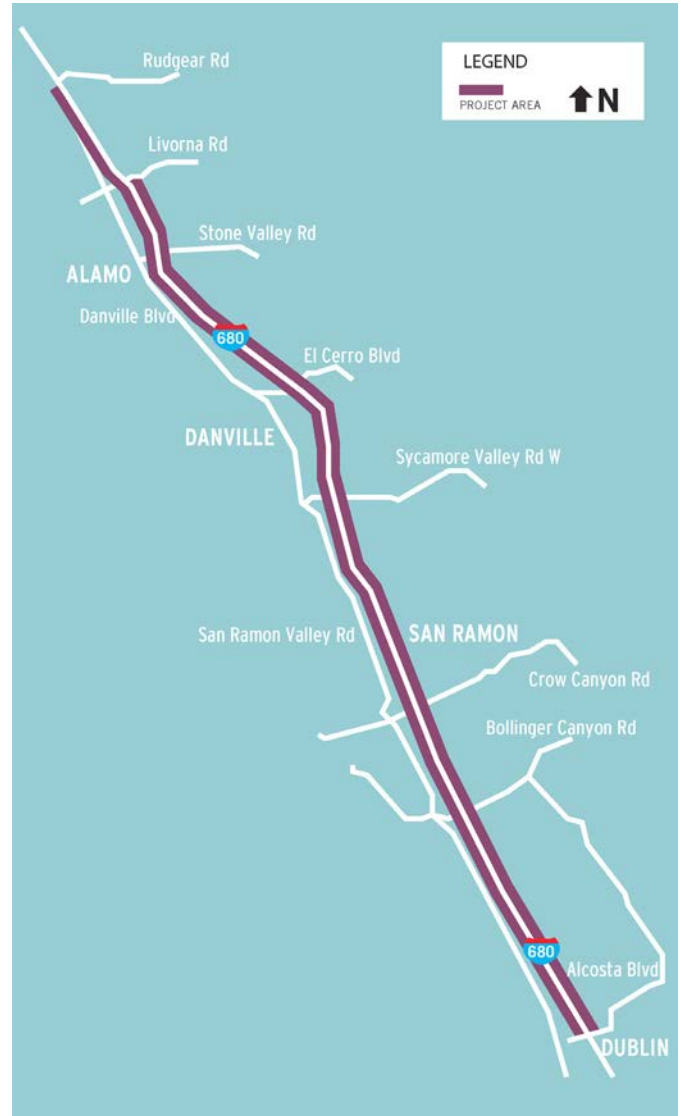 Rudgear Rd
LEGEND
PROJECT AREA
N
Livorna Rd
Stone Valley Rd
ALAMO
Danville Blvd
680
El Cerro Blvd
DANVILLE
Sycamore Valley Rd W
San Ramon Valley Rd
SAN RAMON
Crow Canyon Rd
Bollinger Canyon Rd
680
Alcosta Blvd
DUBLIN